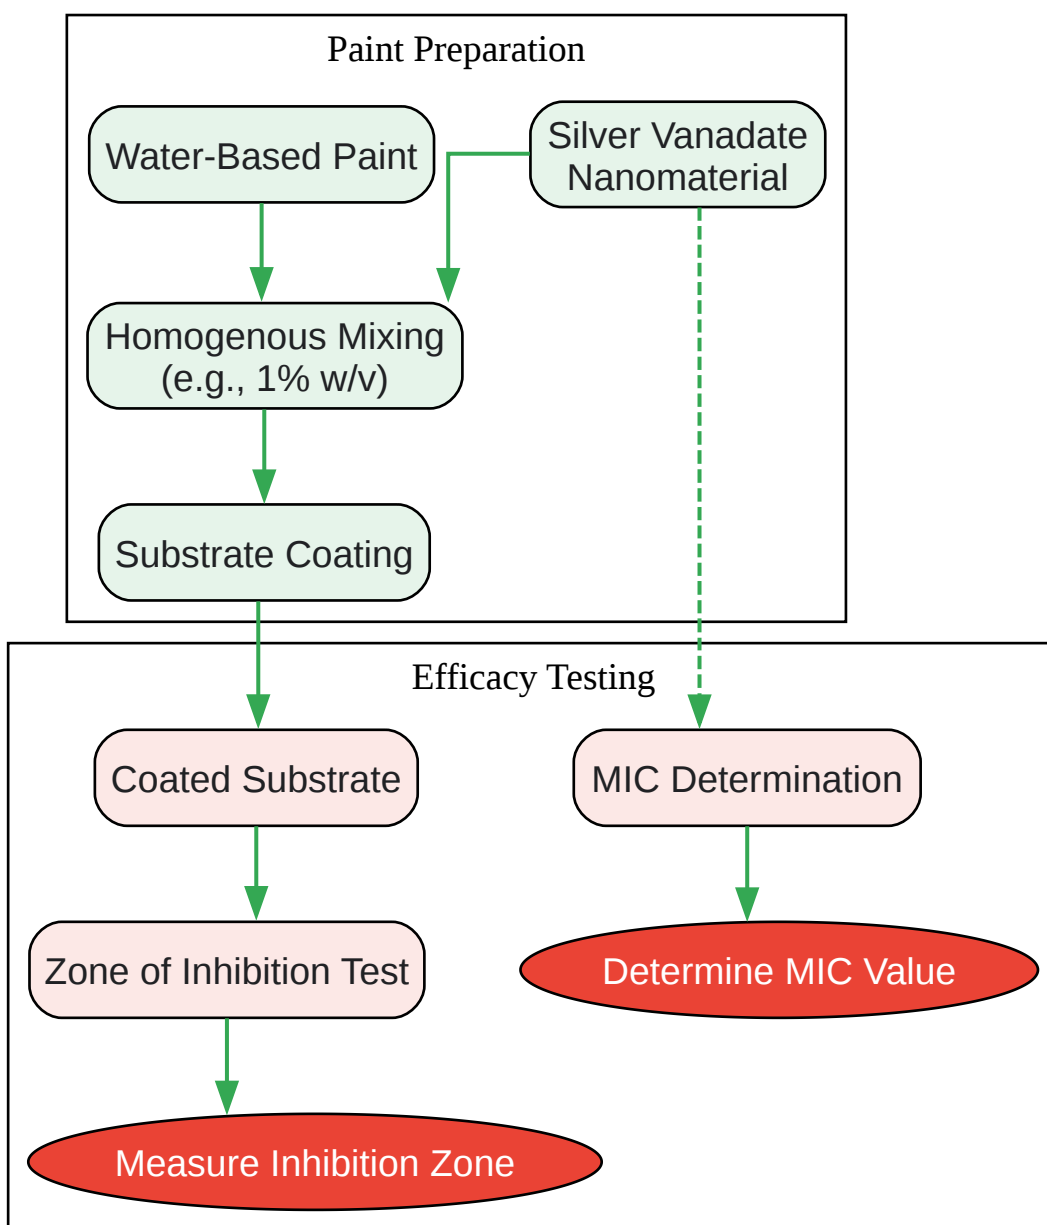 Paint Preparation
Water-Based Paint
Silver Vanadate
Nanomaterial
Homogenous Mixing
(e.g., 1% w/v)
Substrate Coating
Efficacy Testing
Coated Substrate
MIC Determination
Zone of Inhibition Test
Determine MIC Value
Measure Inhibition Zone